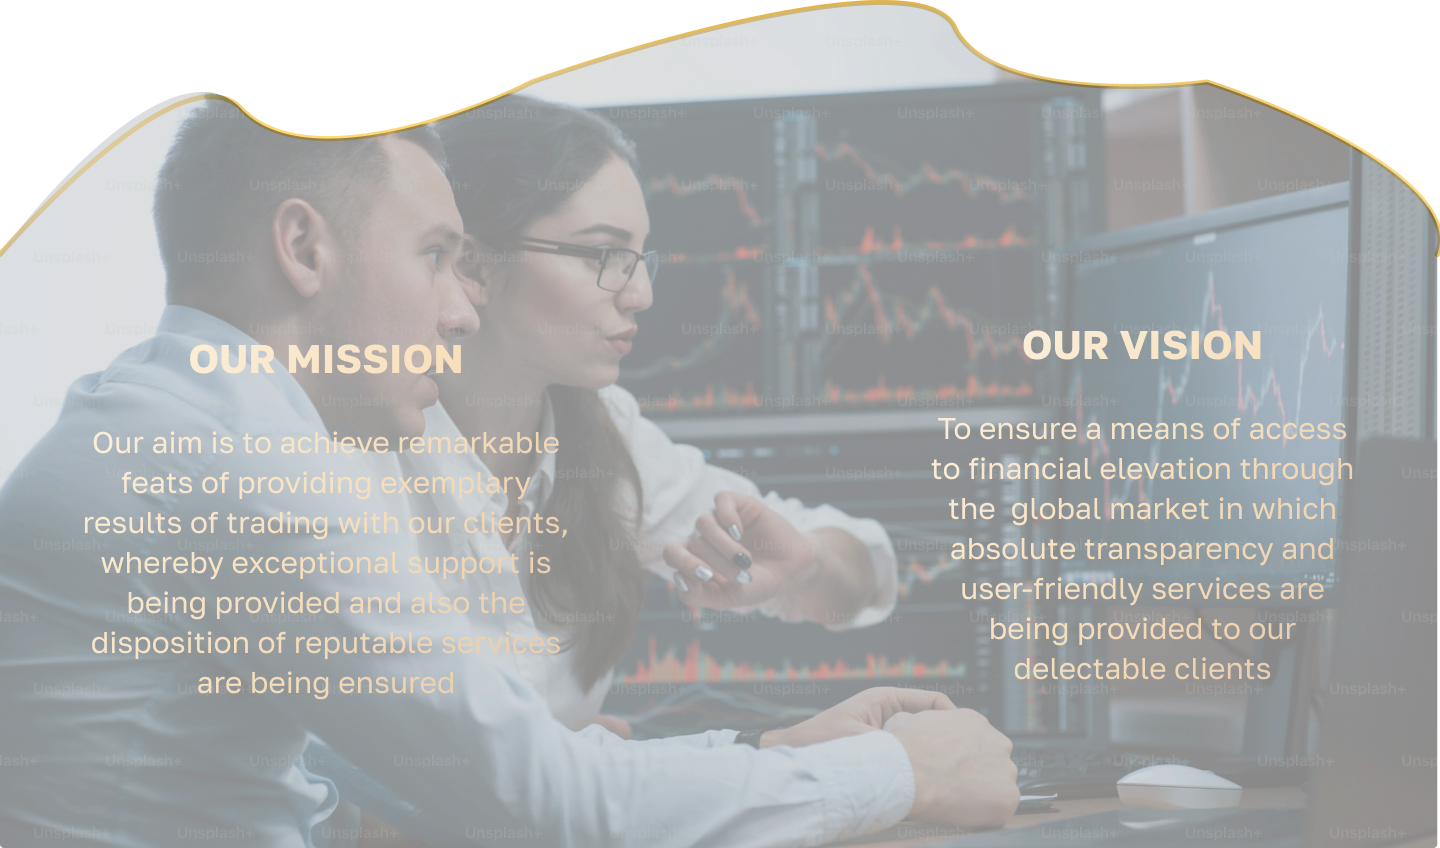 OUR MISSION
Our aim is to achieve remarkable
feats of providing exemplary
results of trading with our clients,
whereby exceptional support is
being provided and also the
disposition of reputable services
are being ensured
OUR VISION
To ensure a means of access
to financial elevation through
the global market in which
absolute transparency and
user-friendly services are
being provided to our
delectable clients
Unsplash+